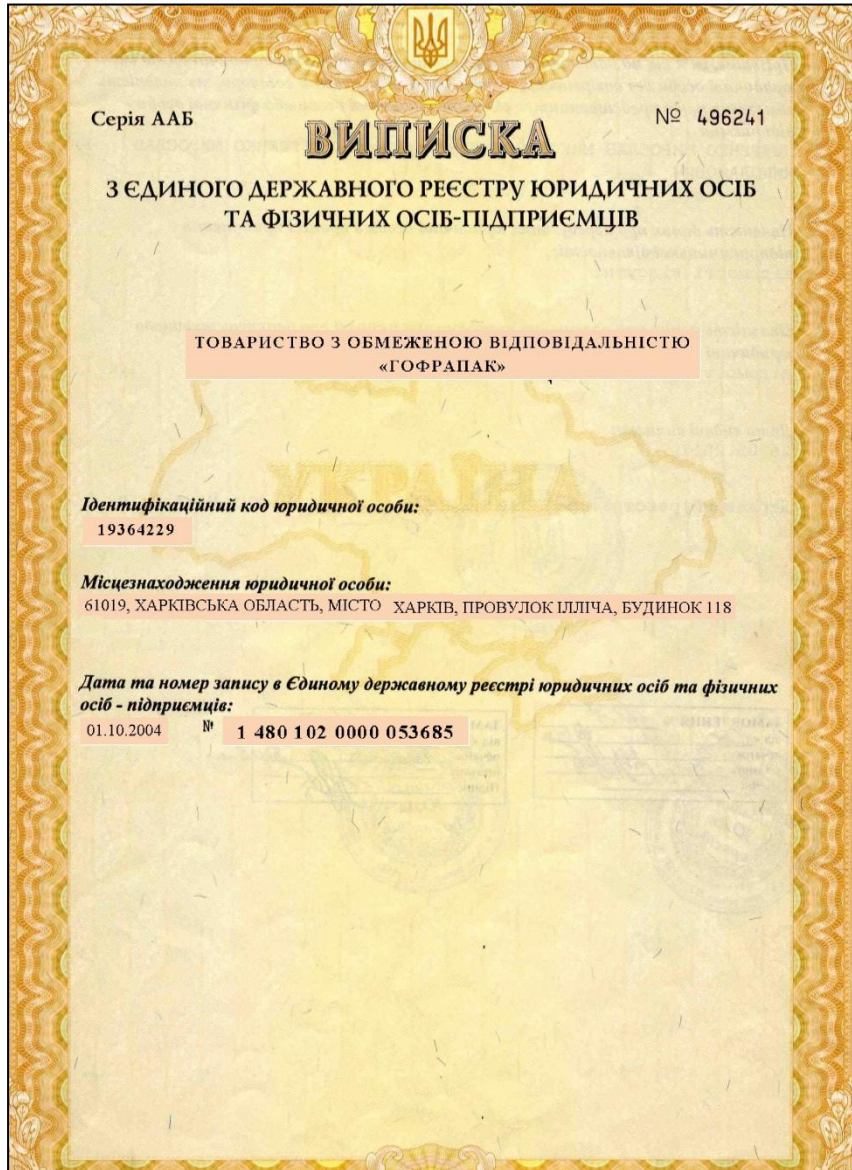 Серія ААБ
№ 496241
ВИПИСКА
З ЄДИНОГО ДЕРЖАВНОГО РЕЄСТРУ ЮРИДИЧНИХ ОСІБ
ТА ФІЗИЧНИХ ОСІБ-ПІДПРИЄМЦІВ
ТОВАРИСТВО З ОБМЕЖЕНОЮ ВІДПОВІДАЛЬНІСТЮ
«ГОФРАПАК»
УКРАЇНА
Ідентифікаційний код юридичної особи:
19364229
Місцезнаходження юридичної особи:
61019, ХАРКІВСЬКА ОБЛАСТЬ, МІСТО ХАРКІВ, ПРОВУЛОК ІЛЛІЧА, БУДИНОК 118
Дата та номер запису в Єдиному державному реєстрі юридичних осіб та фізичних
осіб - підприємців:
01.10.2004 № 1 480 102 0000 053685